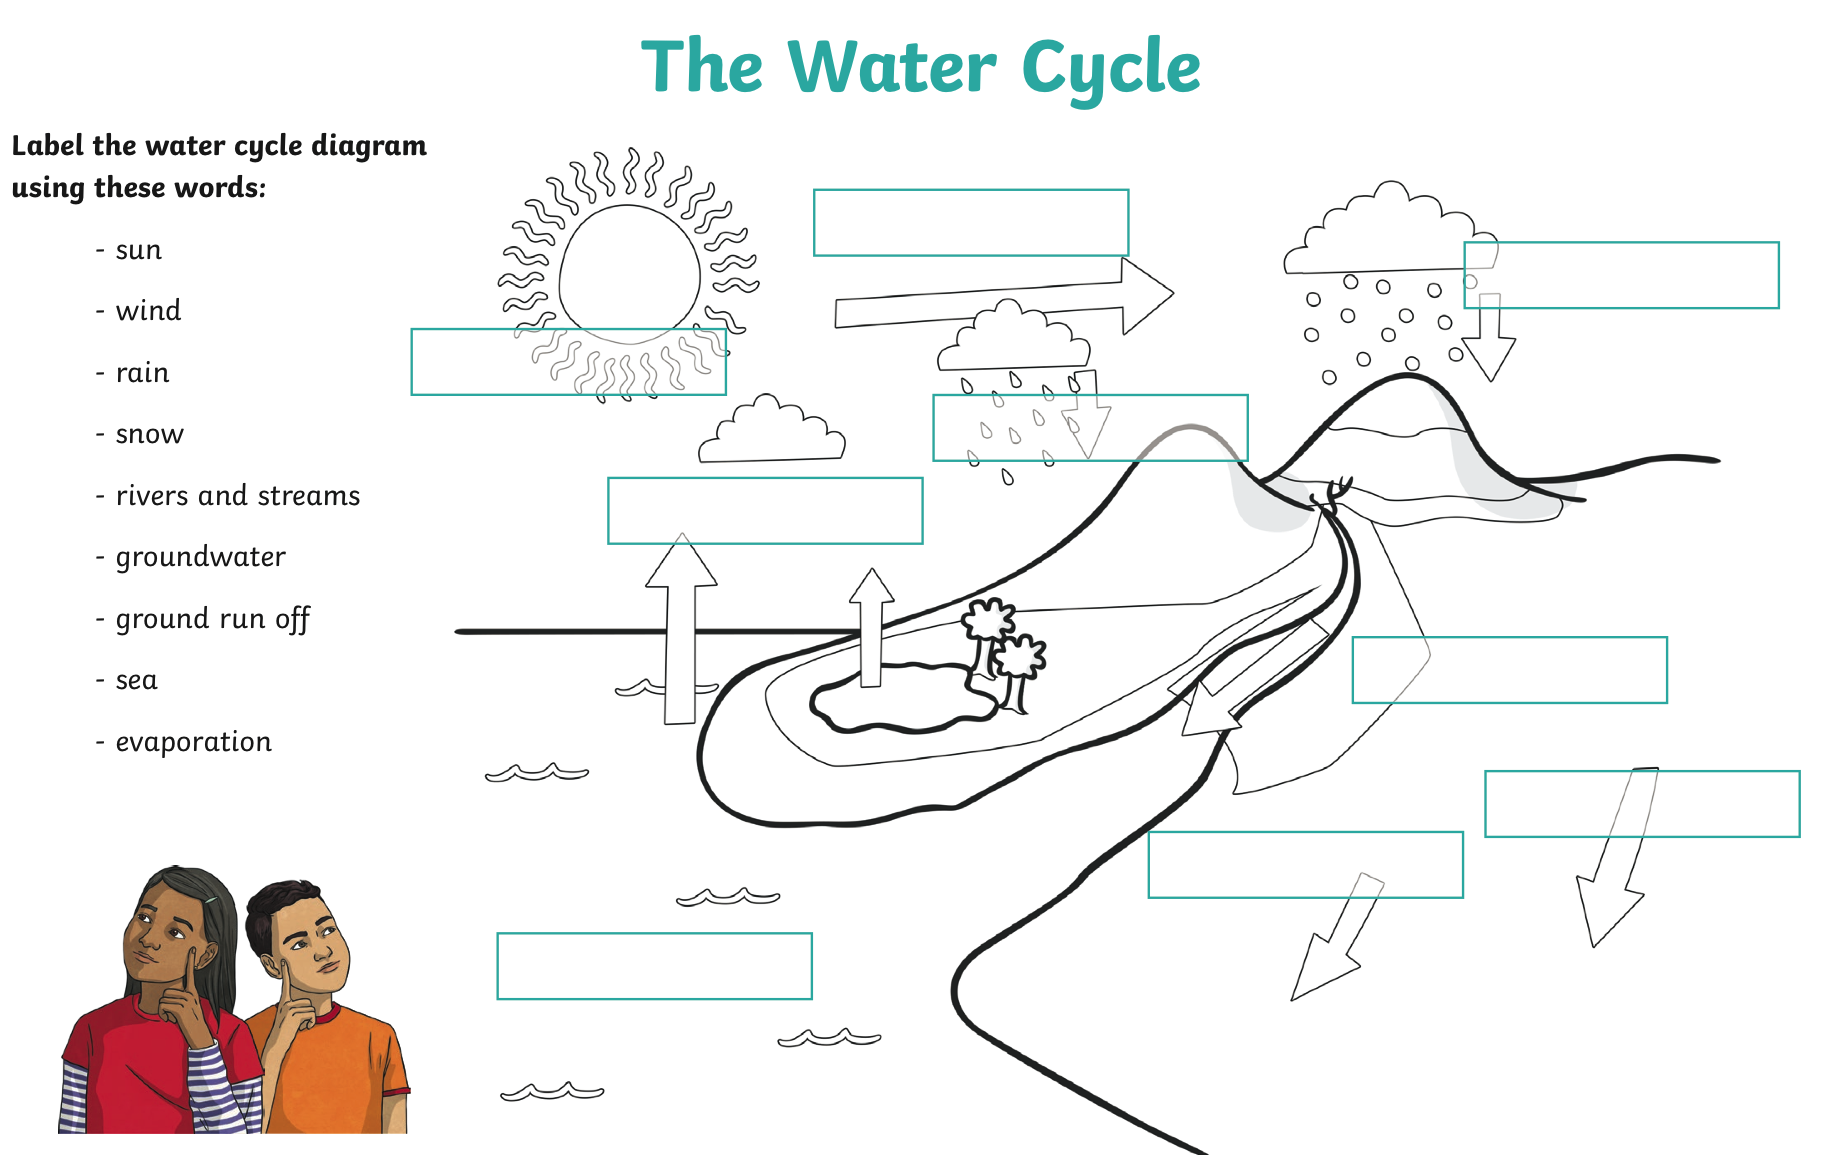 The Water Cycle
Label the water cycle diagram
using these words:
- sun
- wind
- rain
- snow
- rivers and streams
- groundwater
- ground run off
- sea
- evaporation